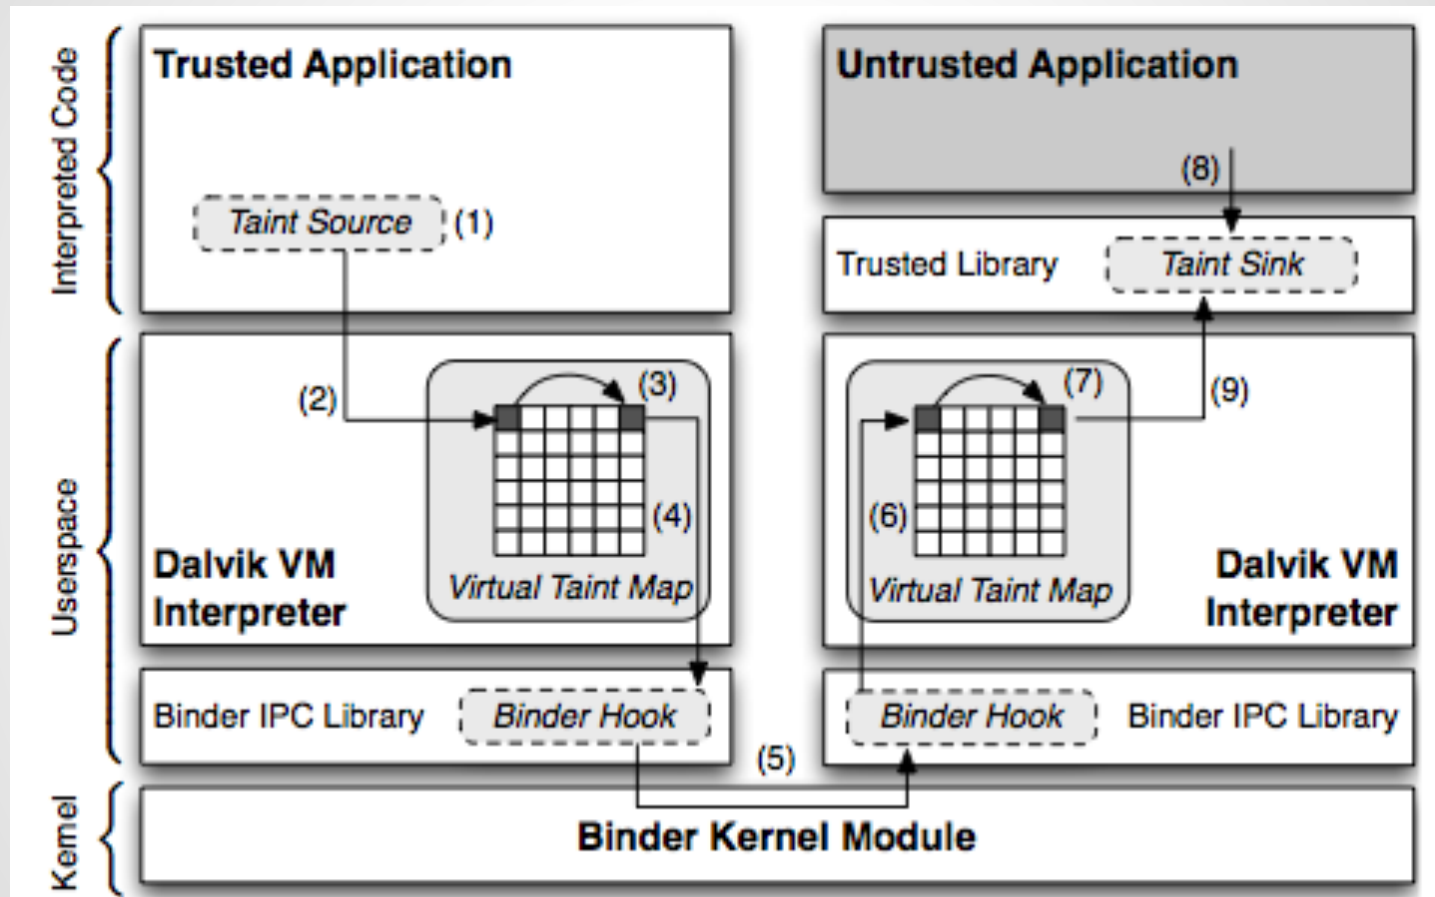 Interpreted Code
Trusted Application
Taint Source (1)
Untrusted Application
(8)
Trusted Library
Taint Sink
Userspace
(2)
(3)
(4)
Virtual Taint Map
Dalvik VM
Interpreter
(7)
(9)
(6)
Virtual Taint Map
Dalvik VM
Interpreter
Binder IPC Library
Binder Hook
(5)
Binder Hook
Binder IPC Library
Kernel
Binder Kernel Module